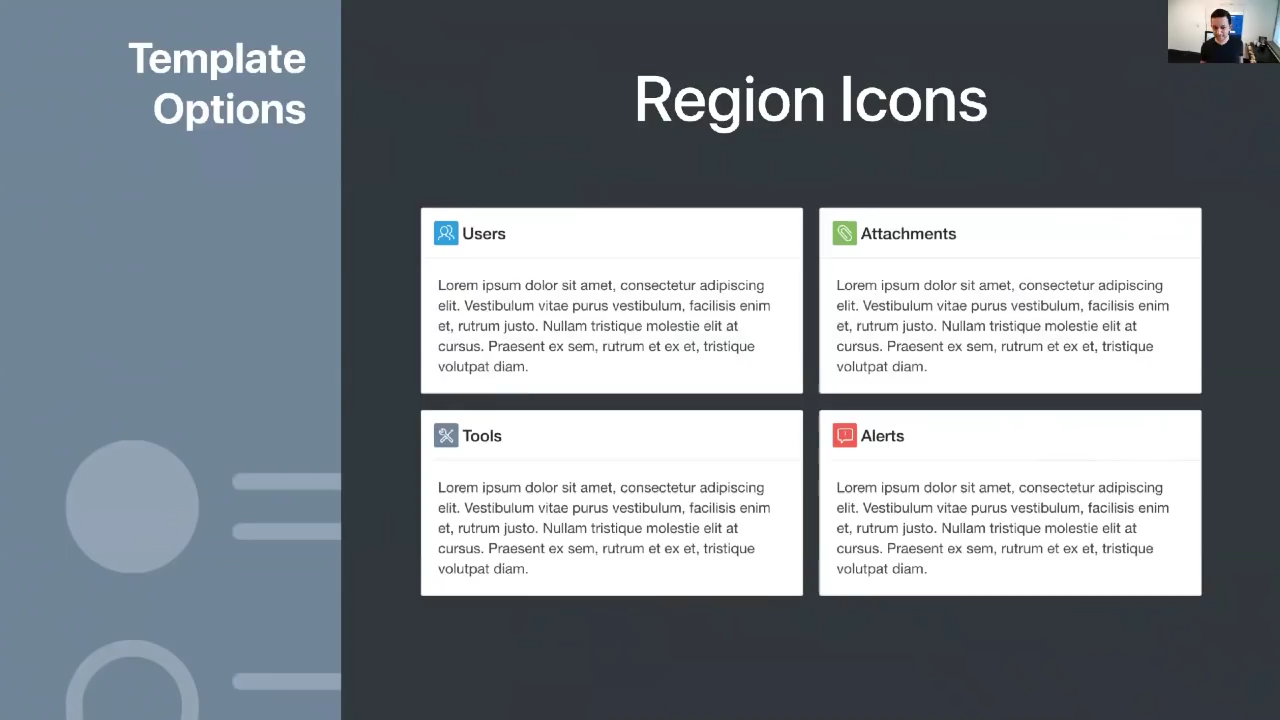 Template
Options
Region Icons
Users
Lorem ipsum dolor sit amet, consectetur adipiscing
elit. Vestibulum vitae purus vestibulum, facilisis enim
et, rutrum justo. Nullam tristique molestie elit at
cursus. Praesent ex sem, rutrum et ex et, tristique
volutpat diam.
Attachments
Lorem ipsum dolor sit amet, consectetur adipiscing
elit. Vestibulum vitae purus vestibulum, facilisis enim
et, rutrum justo. Nullam tristique molestie elit at
cursus. Praesent ex sem, rutrum et ex et, tristique
volutpat diam.
Tools
Lorem ipsum dolor sit amet, consectetur adipiscing
elit. Vestibulum vitae purus vestibulum, facilisis enim
et, rutrum justo. Nullam tristique molestie elit at
cursus. Praesent ex sem, rutrum et ex et, tristique
volutpat diam.
Alerts
Lorem ipsum dolor sit amet, consectetur adipiscing
elit. Vestibulum vitae purus vestibulum, facilisis enim
et, rutrum justo. Nullam tristique molestie elit at
cursus. Praesent ex sem, rutrum et ex et, tristique
volutpat diam.